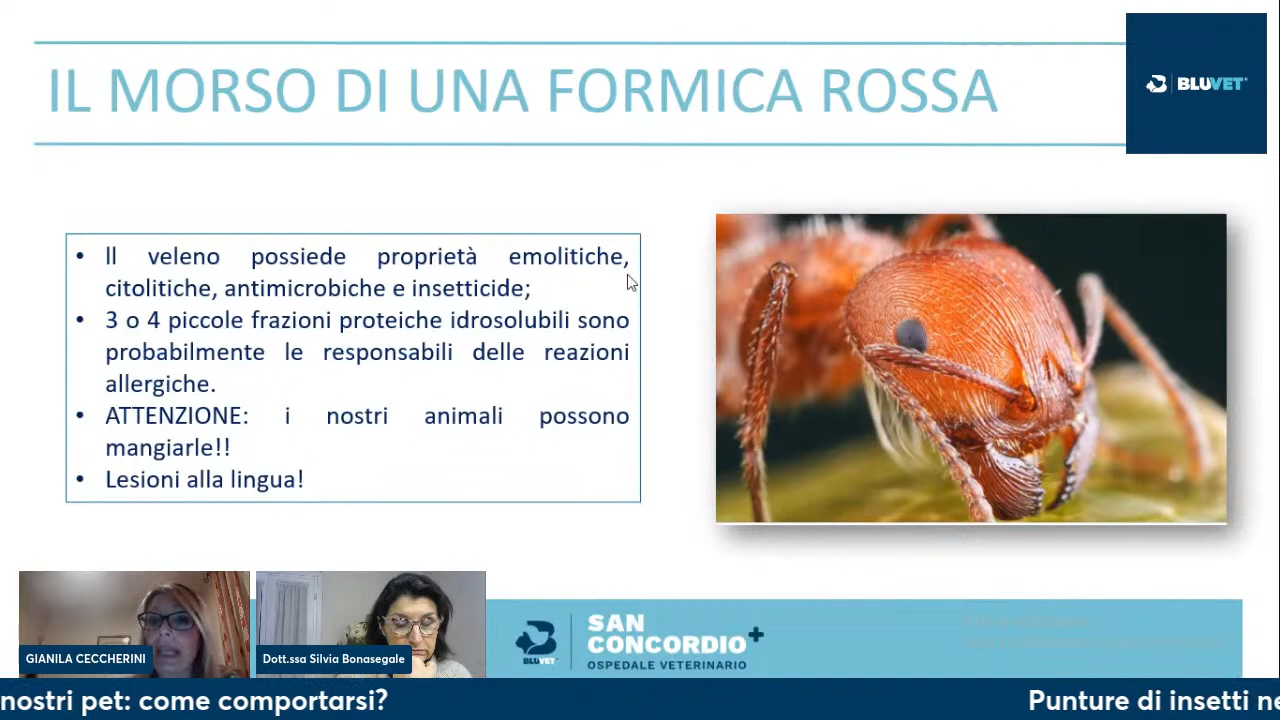 IL MORSO DI UNA FORMICA ROSSA
BLUVET
• ll veleno possiede proprietà emolitiche,
citolitiche, antimicrobiche e insetticide;
• 3 o 4 piccole frazioni proteiche idrosolubili sono
probabilmente le responsabili delle reazioni
allergiche.
• ATTENZIONE: i nostri animali possono
mangiarle!!
• Lesioni alla lingua!
GIANILA CECCHERINI
Dott.ssa Silvia Bonasegale
BLUVET
SAN
CONCORDIO
OSPEDALE VETERINARIO
nostri pet: come comportarsi?
Punture di insetti ne